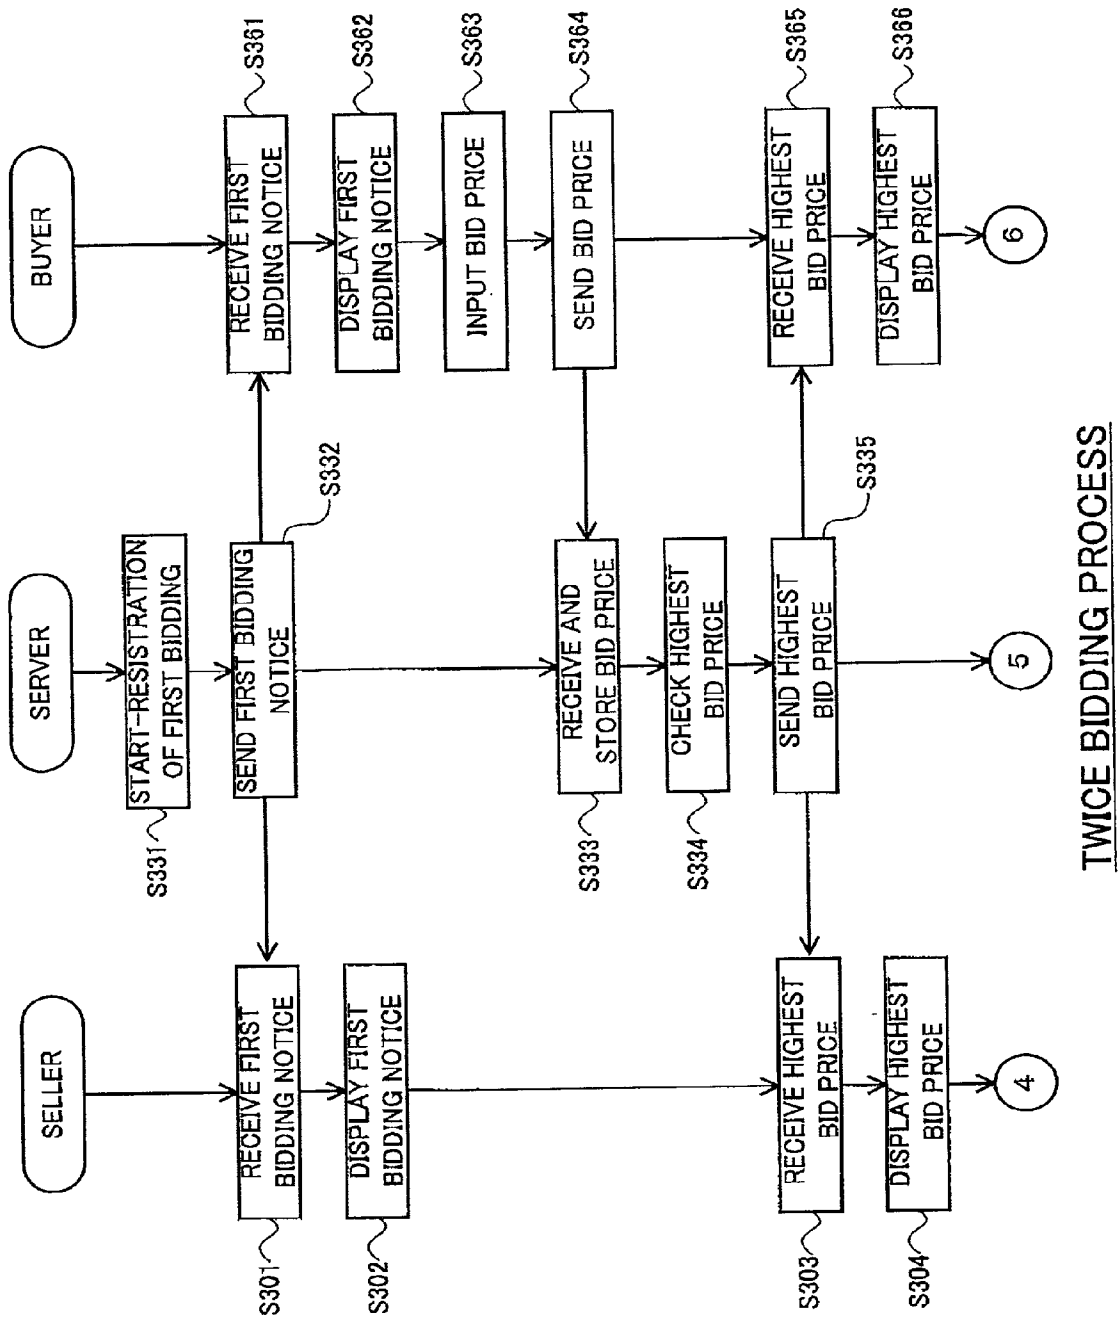 SELLER
SERVER
BUYER
START-RESISTRATION
OF FIRST BIDDING
S331
RECEIVE FIRST
BIDDING NOTICE
S301
SEND FIRST BIDDING
NOTICE
S332
RECEIVE FIRST
BIDDING NOTICE
S361
DISPLAY FIRST
BIDDING NOTICE
S302
DISPLAY FIRST
BIDDING NOTICE
S362
INPUT BID PRICE
S363
RECEIVE AND
STORE BID PRICE
S333
SEND BID PRICE
S364
CHECK HIGHEST
BID PRICE
S334
RECEIVE HIGHEST
BID PRICE
S303
SEND HIGHEST
BID PRICE
S335
RECEIVE HIGHEST
BID PRICE
S365
DISPLAY HIGHEST
BID PRICE
S304
DISPLAY HIGHEST
BID PRICE
S366
4
5
6
TWICE BIDDING PROCESS